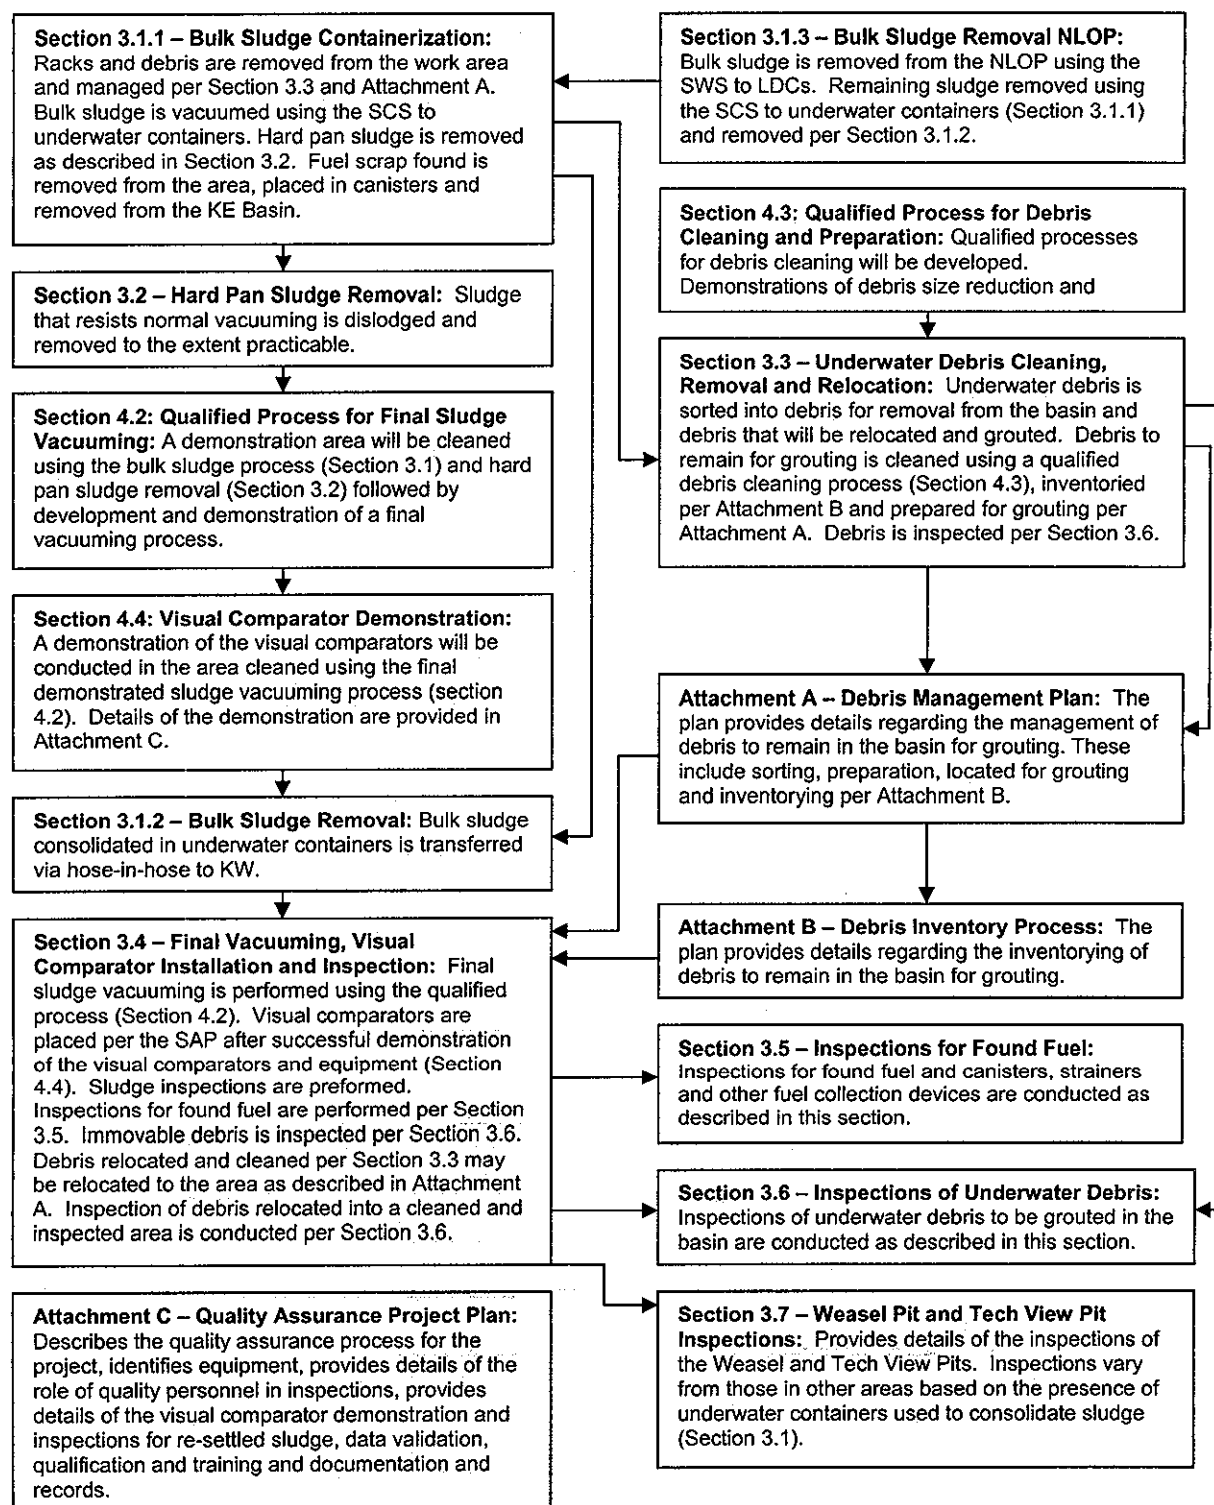 Section 3.1.1 – Bulk Sludge Containerization:
Racks and debris are removed from the work area
and managed per Section 3.3 and Attachment A.
Bulk sludge is vacuumed using the SCS to
underwater containers. Hard pan sludge is removed
as described in Section 3.2. Fuel scrap found is
removed from the area, placed in canisters and
removed from the KE Basin.
Section 3.2 – Hard Pan Sludge Removal: Sludge
that resists normal vacuuming is dislodged and
removed to the extent practicable.
Section 4.2: Qualified Process for Final Sludge
Vacuuming: A demonstration area will be cleaned
using the bulk sludge process (Section 3.1) and hard
pan sludge removal (Section 3.2) followed by
development and demonstration of a final
vacuuming process.
Section 4.4: Visual Comparator Demonstration:
A demonstration of the visual comparators will be
conducted in the area cleaned using the final
demonstrated sludge vacuuming process (section
4.2). Details of the demonstration are provided in
Attachment C.
Section 3.1.2 – Bulk Sludge Removal: Bulk sludge
consolidated in underwater containers is transferred
via hose-in-hose to KW.
Section 3.4 – Final Vacuuming, Visual
Comparator Installation and Inspection: Final
sludge vacuuming is performed using the qualified
process (Section 4.2). Visual comparators are
placed per the SAP after successful demonstration
of the visual comparators and equipment (Section
4.4). Sludge inspections are preformed.
Inspections for found fuel are performed per Section
3.5. Immovable debris is inspected per Section 3.6.
Debris relocated and cleaned per Section 3.3 may
be relocated to the area as described in Attachment
A. Inspection of debris relocated into a cleaned and
inspected area is conducted per Section 3.6.
Attachment C – Quality Assurance Project Plan:
Describes the quality assurance process for the
project, identifies equipment, provides details of the
role of quality personnel in inspections, provides
details of the visual comparator demonstration and
inspections for re-settled sludge, data validation,
qualification and training and documentation and
records.
Section 3.1.3 – Bulk Sludge Removal NLOP:
Bulk sludge is removed from the NLOP using the
SWS to LDCs. Remaining sludge removed using
the SCS to underwater containers (Section 3.1.1)
and removed per Section 3.1.2.
Section 4.3: Qualified Process for Debris
Cleaning and Preparation: Qualified processes
for debris cleaning will be developed.
Demonstrations of debris size reduction and
Section 3.3 – Underwater Debris Cleaning,
Removal and Relocation: Underwater debris is
sorted into debris for removal from the basin and
debris that will be relocated and grouted. Debris to
remain for grouting is cleaned using a qualified
debris cleaning process (Section 4.3), inventoried
per Attachment B and prepared for grouting per
Attachment A. Debris is inspected per Section 3.6.
Attachment A – Debris Management Plan: The
plan provides details regarding the management of
debris to remain in the basin for grouting. These
include sorting, preparation, located for grouting
and inventorying per Attachment B.
Attachment B – Debris Inventory Process: The
plan provides details regarding the inventorying of
debris to remain in the basin for grouting.
Section 3.5 – Inspections for Found Fuel:
Inspections for found fuel and canisters, strainers
and other fuel collection devices are conducted as
described in this section.
Section 3.6 – Inspections of Underwater Debris:
Inspections of underwater debris to be grouted in the
basin are conducted as described in this section.
Section 3.7 – Weasel Pit and Tech View Pit
Inspections: Provides details of the inspections of
the Weasel and Tech View Pits. Inspections vary
from those in other areas based on the presence of
underwater containers used to consolidate sludge
(Section 3.1).